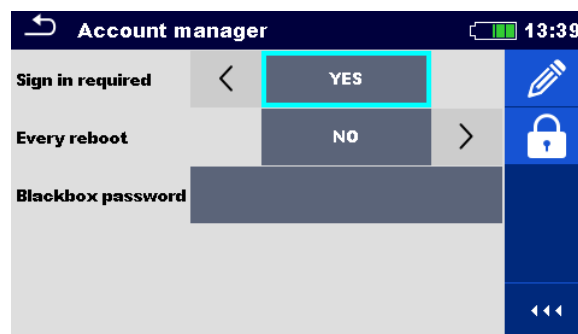 Account manager 13:39
Sign in required YES
Every reboot NO
Blackbox password